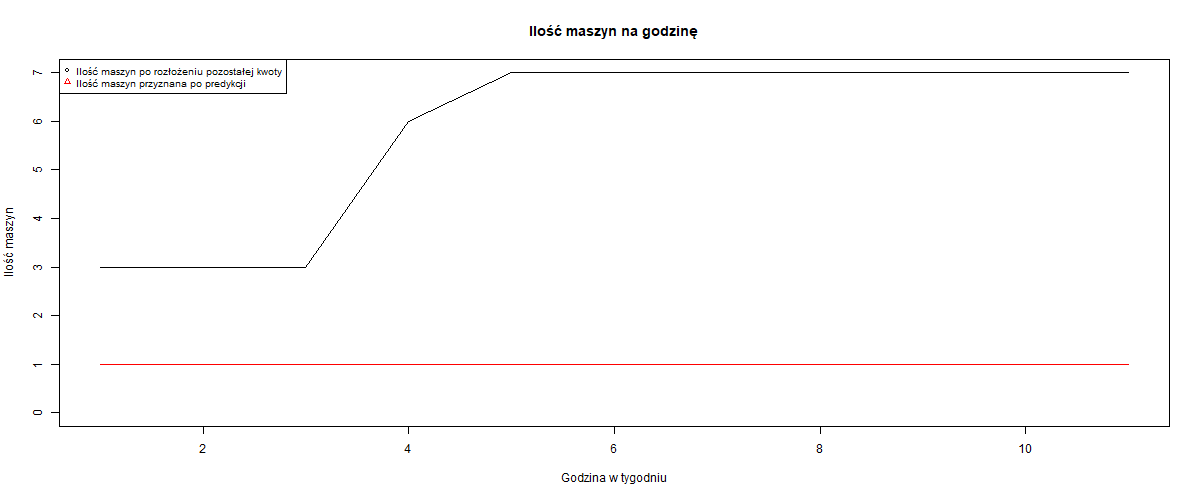 Ilość maszyn na godzinę
Ilość maszyn po rozłożeniu pozostałej kwoty
Ilość maszyn przyznana po predykcji
Ilość maszyn
7
6
5
4
3
2
1
0
2 4 6 8 10
Godzina w tygodniu